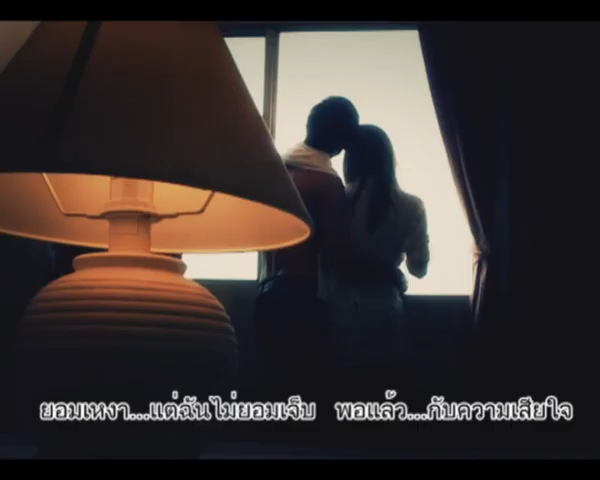 ยอมเหงา...แต่ฉันไม่ยอมเจ็บ พอแล้ว...กับความเสียใจ